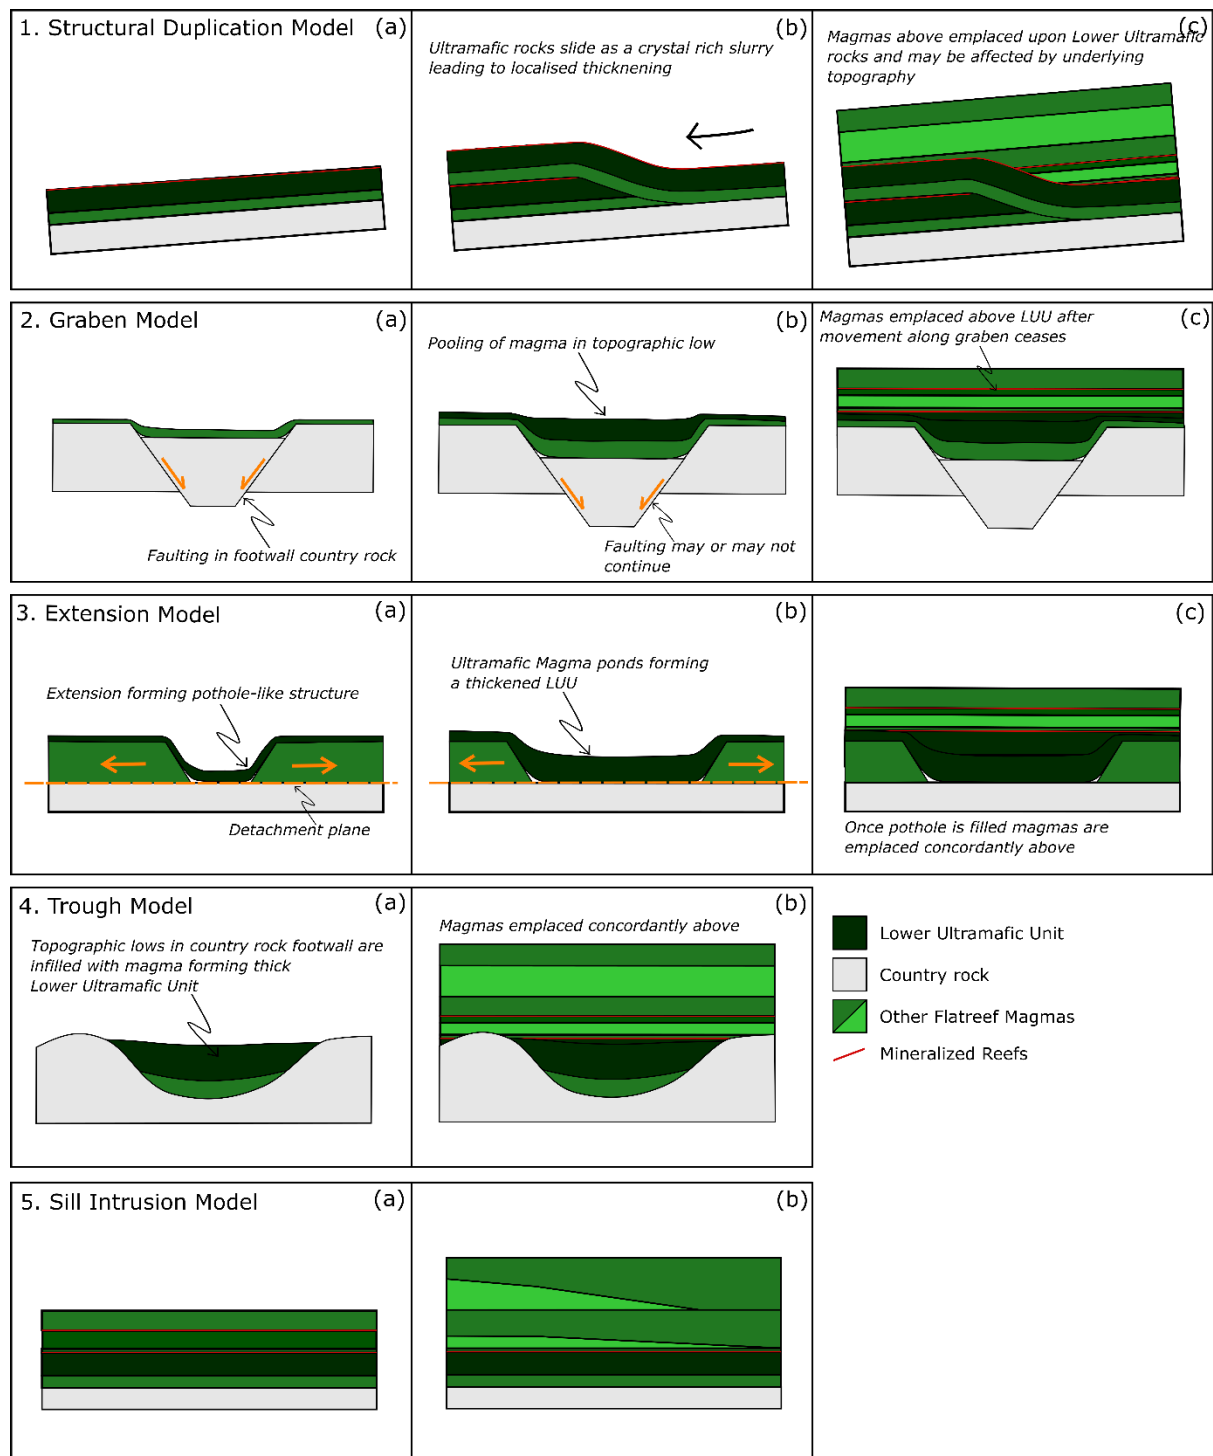 1. Structural Duplication Model
(a)
(b)
Ultramafic rocks slide as a crystal rich slurry
leading to localised thicknening
(c)
Magmas above emplaced upon Lower Ultramafic
rocks and may be affected by underlying
topography
2. Graben Model
(a)
Faulting in footwall country rock
(b)
Pooling of magma in topographic low
Faulting may or may not
continue
(c)
Magmas emplaced above LUU after
movement along graben ceases
3. Extension Model
(a)
Extension forming pothole-like structure
Detachment plane
(b)
Ultramafic Magma ponds forming
a thickened LUU
(c)
Once pothole is filled magmas are
emplaced concordantly above
4. Trough Model
(a)
Topographic lows in country rock footwall are
infilled with magma forming thick
Lower Ultramafic Unit
(b)
Magmas emplaced concordantly above
Lower Ultramafic Unit
Country rock
Other Flatreef Magmas
Mineralized Reefs
5. Sill Intrusion Model
(a)
(b)